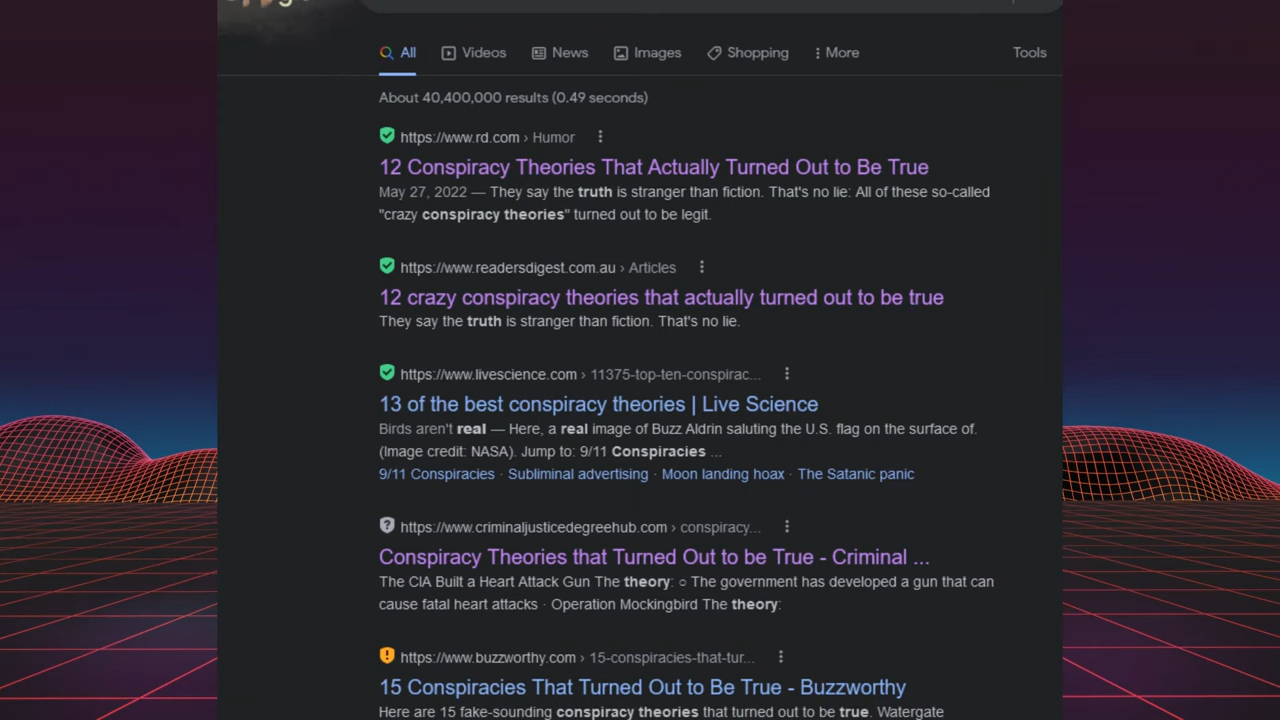 All Videos News Images Shopping More Tools
About 40,400,000 results (0.49 seconds)
https://www.rd.com › Humor
12 Conspiracy Theories That Actually Turned Out to Be True
May 27, 2022 — They say the truth is stranger than fiction. That's no lie: All of these so-called
"crazy conspiracy theories" turned out to be legit.
https://www.readersdigest.com.au › Articles
12 crazy conspiracy theories that actually turned out to be true
They say the truth is stranger than fiction. That's no lie.
https://www.livescience.com › 11375-top-ten-conspirac...
13 of the best conspiracy theories | Live Science
Birds aren't real — Here, a real image of Buzz Aldrin saluting the U.S. flag on the surface of.
(Image credit: NASA). Jump to: 9/11 Conspiracies ...
9/11 Conspiracies · Subliminal advertising · Moon landing hoax · The Satanic panic
https://www.criminaljusticedegreehub.com › conspiracy...
Conspiracy Theories that Turned Out to be True - Criminal ...
The CIA Built a Heart Attack Gun The theory: ○ The government has developed a gun that can
cause fatal heart attacks · Operation Mockingbird The theory:
https://www.buzzworthy.com › 15-conspiracies-that-tur...
15 Conspiracies That Turned Out to Be True - Buzzworthy
Here are 15 fake-sounding conspiracy theories that turned out to be true. Watergate